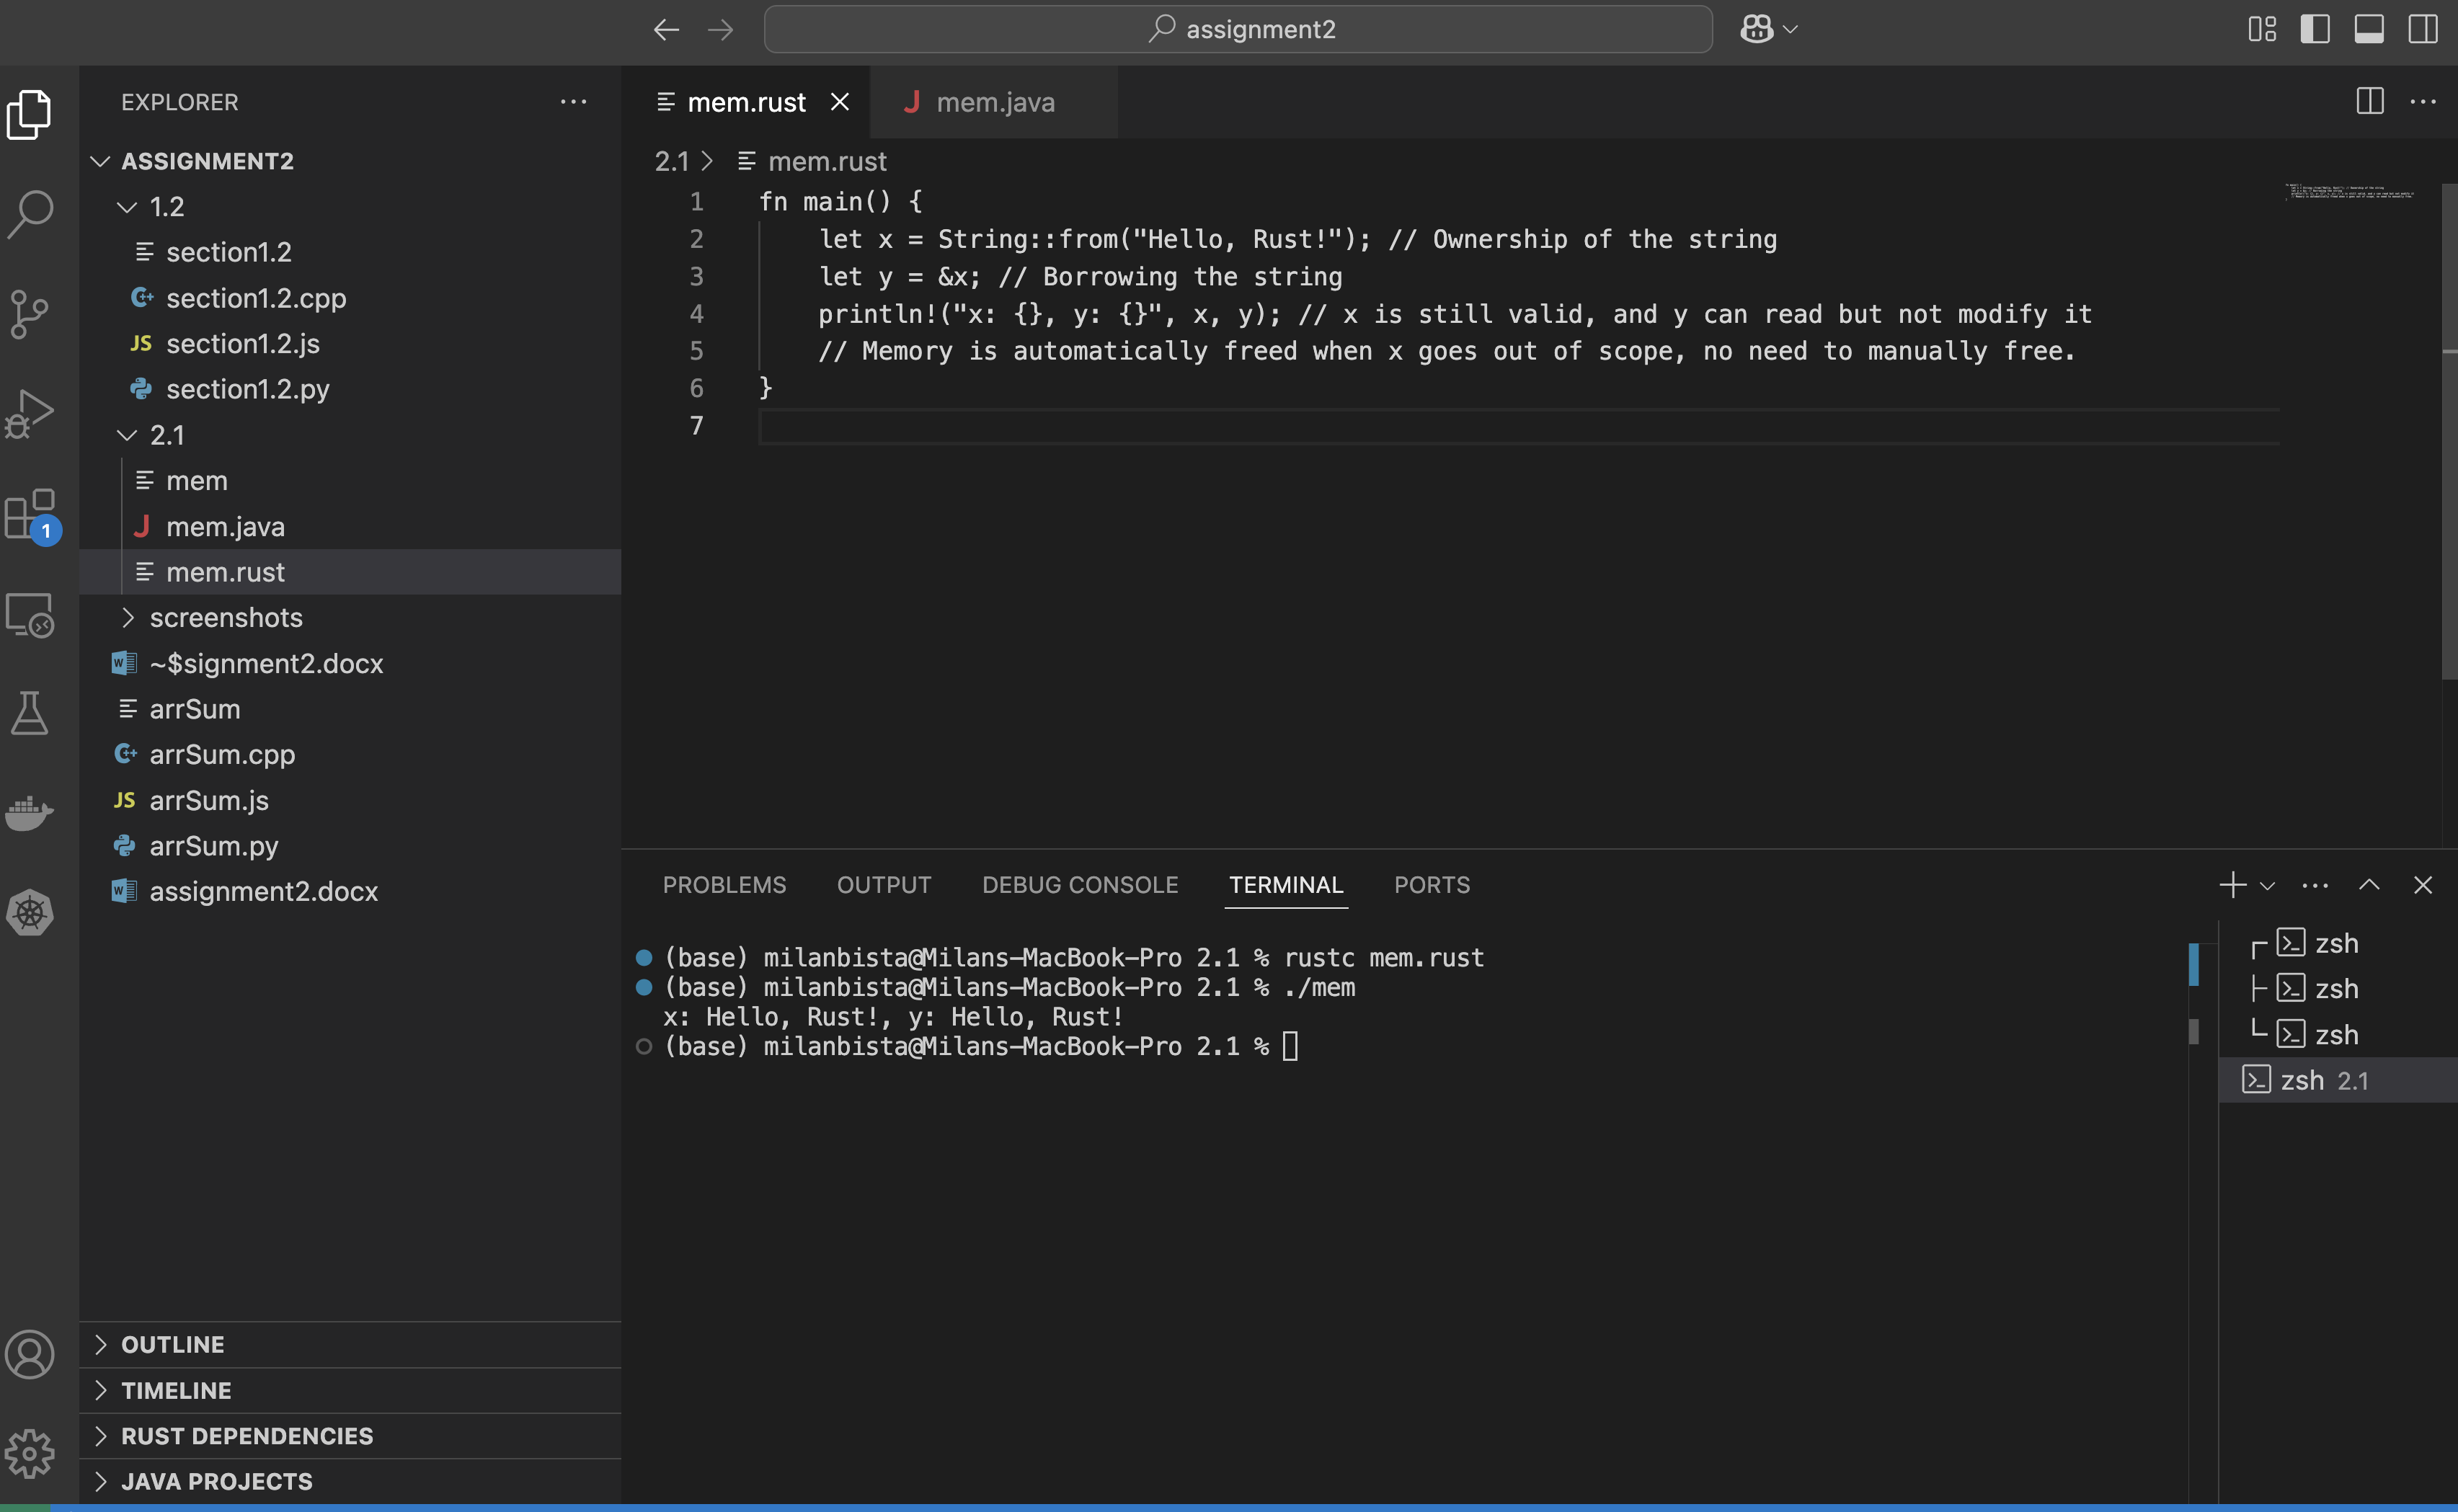 assignment2
EXPLORER
ASSIGNMENT2
1.2
section1.2
section1.2.cpp
JS section1.2.js
section1.2.py
2.1
mem
J mem.java
mem.rust
screenshots
W ~$signment2.docx
arrSum
arrSum.cpp
JS arrSum.js
arrSum.py
W assignment2.docx
1
OUTLINE
TIMELINE
RUST DEPENDENCIES
JAVA PROJECTS
mem.rust
J mem.java
2.1 > mem.rust
1 fn main() {
2 let x = String::from("Hello, Rust!"); // Ownership of the string
3 let y = &x; // Borrowing the string
4 println!("x: {}, y: {}", x, y); // x is still valid, and y can read but not modify it
5 // Memory is automatically freed when x goes out of scope, no need to manually free.
6 }
7
PROBLEMS OUTPUT DEBUG CONSOLE TERMINAL PORTS
(base) milanbista@Milans-MacBook-Pro 2.1 % rustc mem.rust
(base) milanbista@Milans-MacBook-Pro 2.1 % ./mem
x: Hello, Rust!, y: Hello, Rust!
(base) milanbista@Milans-MacBook-Pro 2.1 %
zsh
zsh
zsh
zsh 2.1